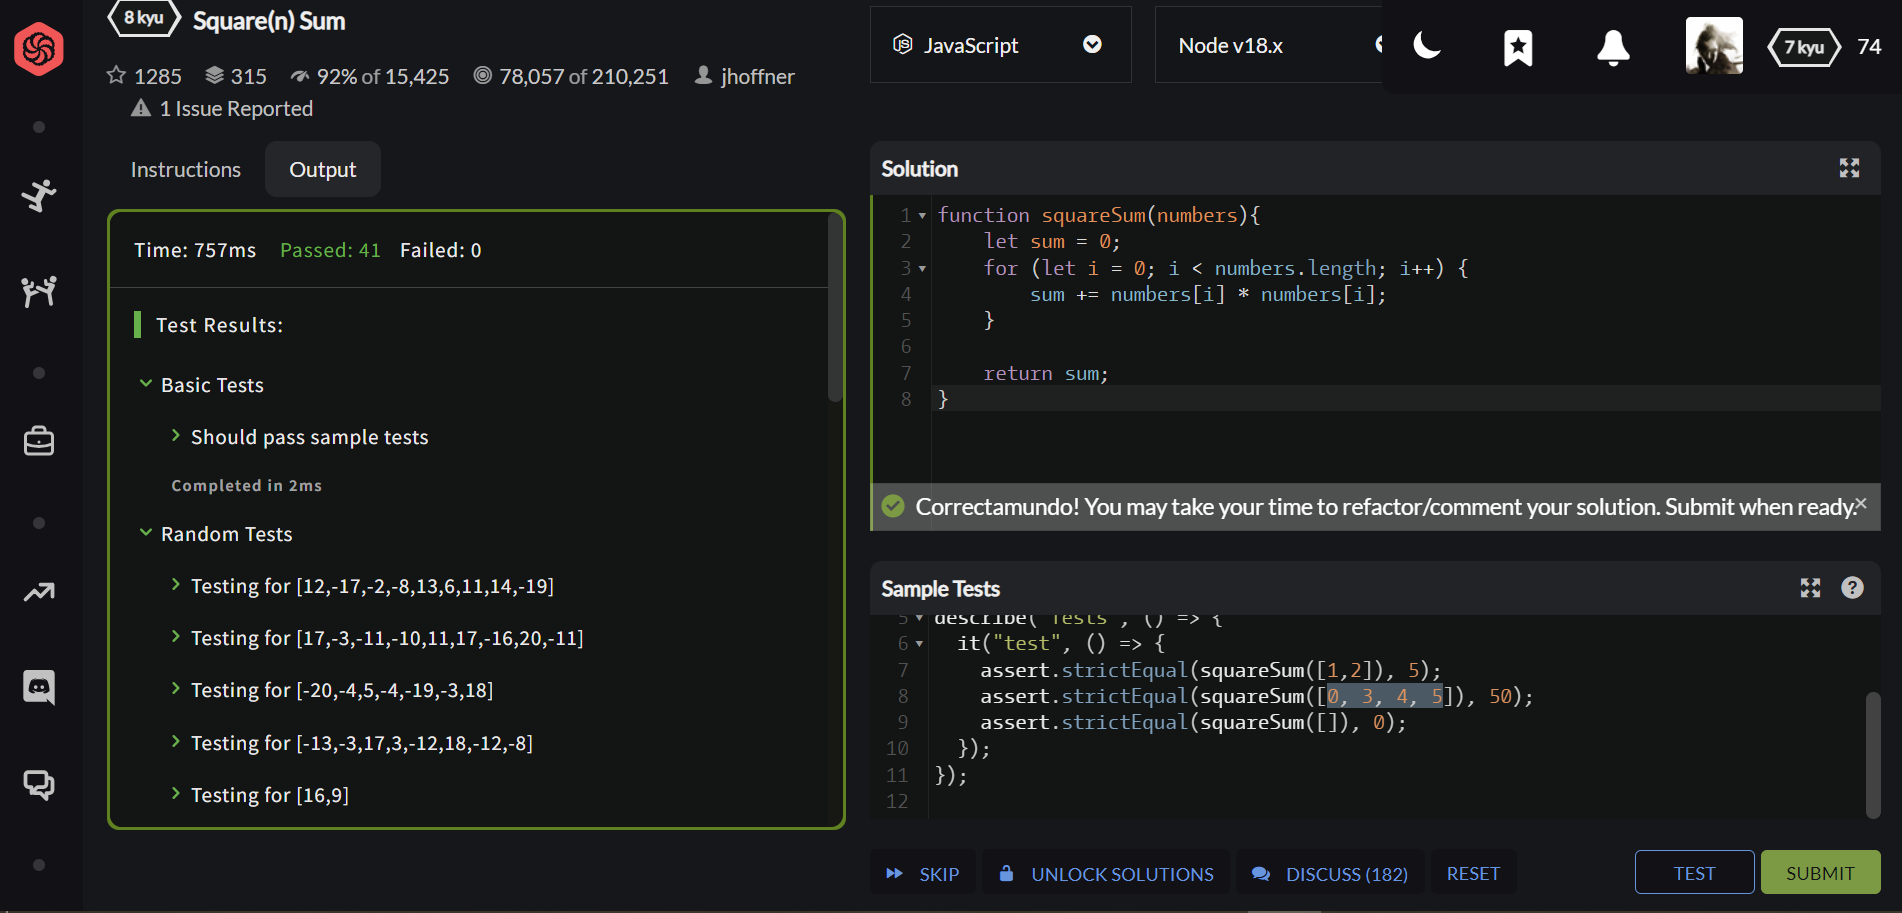 8 kyu Square(n) Sum
1285 315 92% of 15,425 78,057 of 210,251 jhoffner
1 Issue Reported
JavaScript
Node v18.x
7 kyu 74
Instructions Output
Time: 757ms Passed: 41 Failed: 0
Test Results:
Basic Tests
Should pass sample tests
Completed in 2ms
Random Tests
Testing for [12,-17,-2,-8,13,6,11,14,-19]
Testing for [17,-3,-11,-10,11,17,-16,20,-11]
Testing for [-20,-4,5,-4,-19,-3,18]
Testing for [-13,-3,17,3,-12,18,-12,-8]
Testing for [16,9]
Solution
1 function squareSum(numbers){
2 let sum = 0;
3 for (let i = 0; i < numbers.length; i++) {
4 sum += numbers[i] * numbers[i];
5 }
6
7 return sum;
8 }
Correctamundo! You may take your time to refactor/comment your solution. Submit when ready.
Sample Tests
5 describe("Tests", () => {
6 it("test", () => {
7 assert.strictEqual(squareSum([1,2]), 5);
8 assert.strictEqual(squareSum([0, 3, 4, 5]), 50);
9 assert.strictEqual(squareSum([]), 0);
10 });
11 });
12
SKIP UNLOCK SOLUTIONS DISCUSS (182) RESET TEST SUBMIT